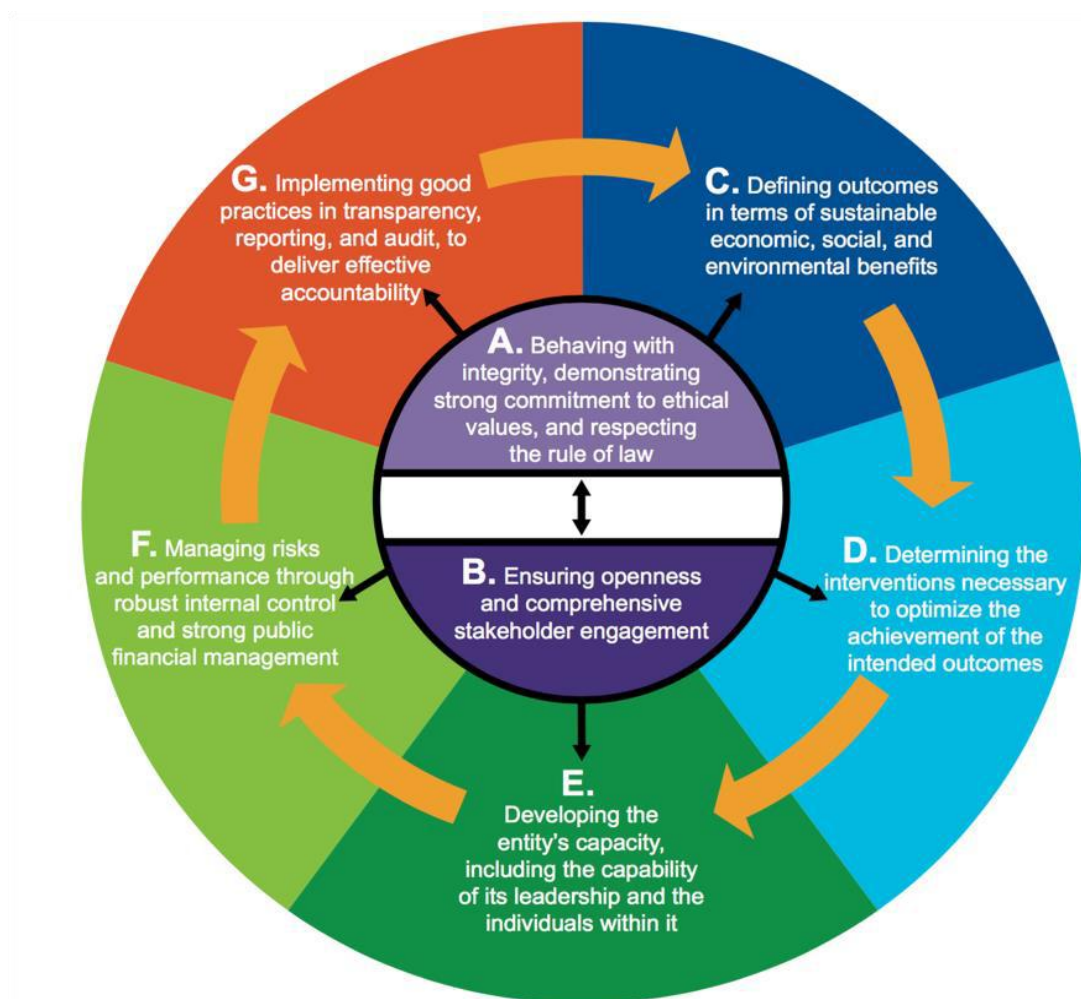 A. Behaving with
integrity, demonstrating
strong commitment to ethical
values, and respecting
the rule of law
B. Ensuring openness
and comprehensive
stakeholder engagement
C. Defining outcomes
in terms of sustainable
economic, social, and
environmental benefits
D. Determining the
interventions necessary
to optimize the
achievement of the
intended outcomes
E.
Developing the
entity’s capacity,
including the capability
of its leadership and the
individuals within it
F. Managing risks
and performance through
robust internal control
and strong public
financial management
G. Implementing good
practices in transparency,
reporting, and audit, to
deliver effective
accountability